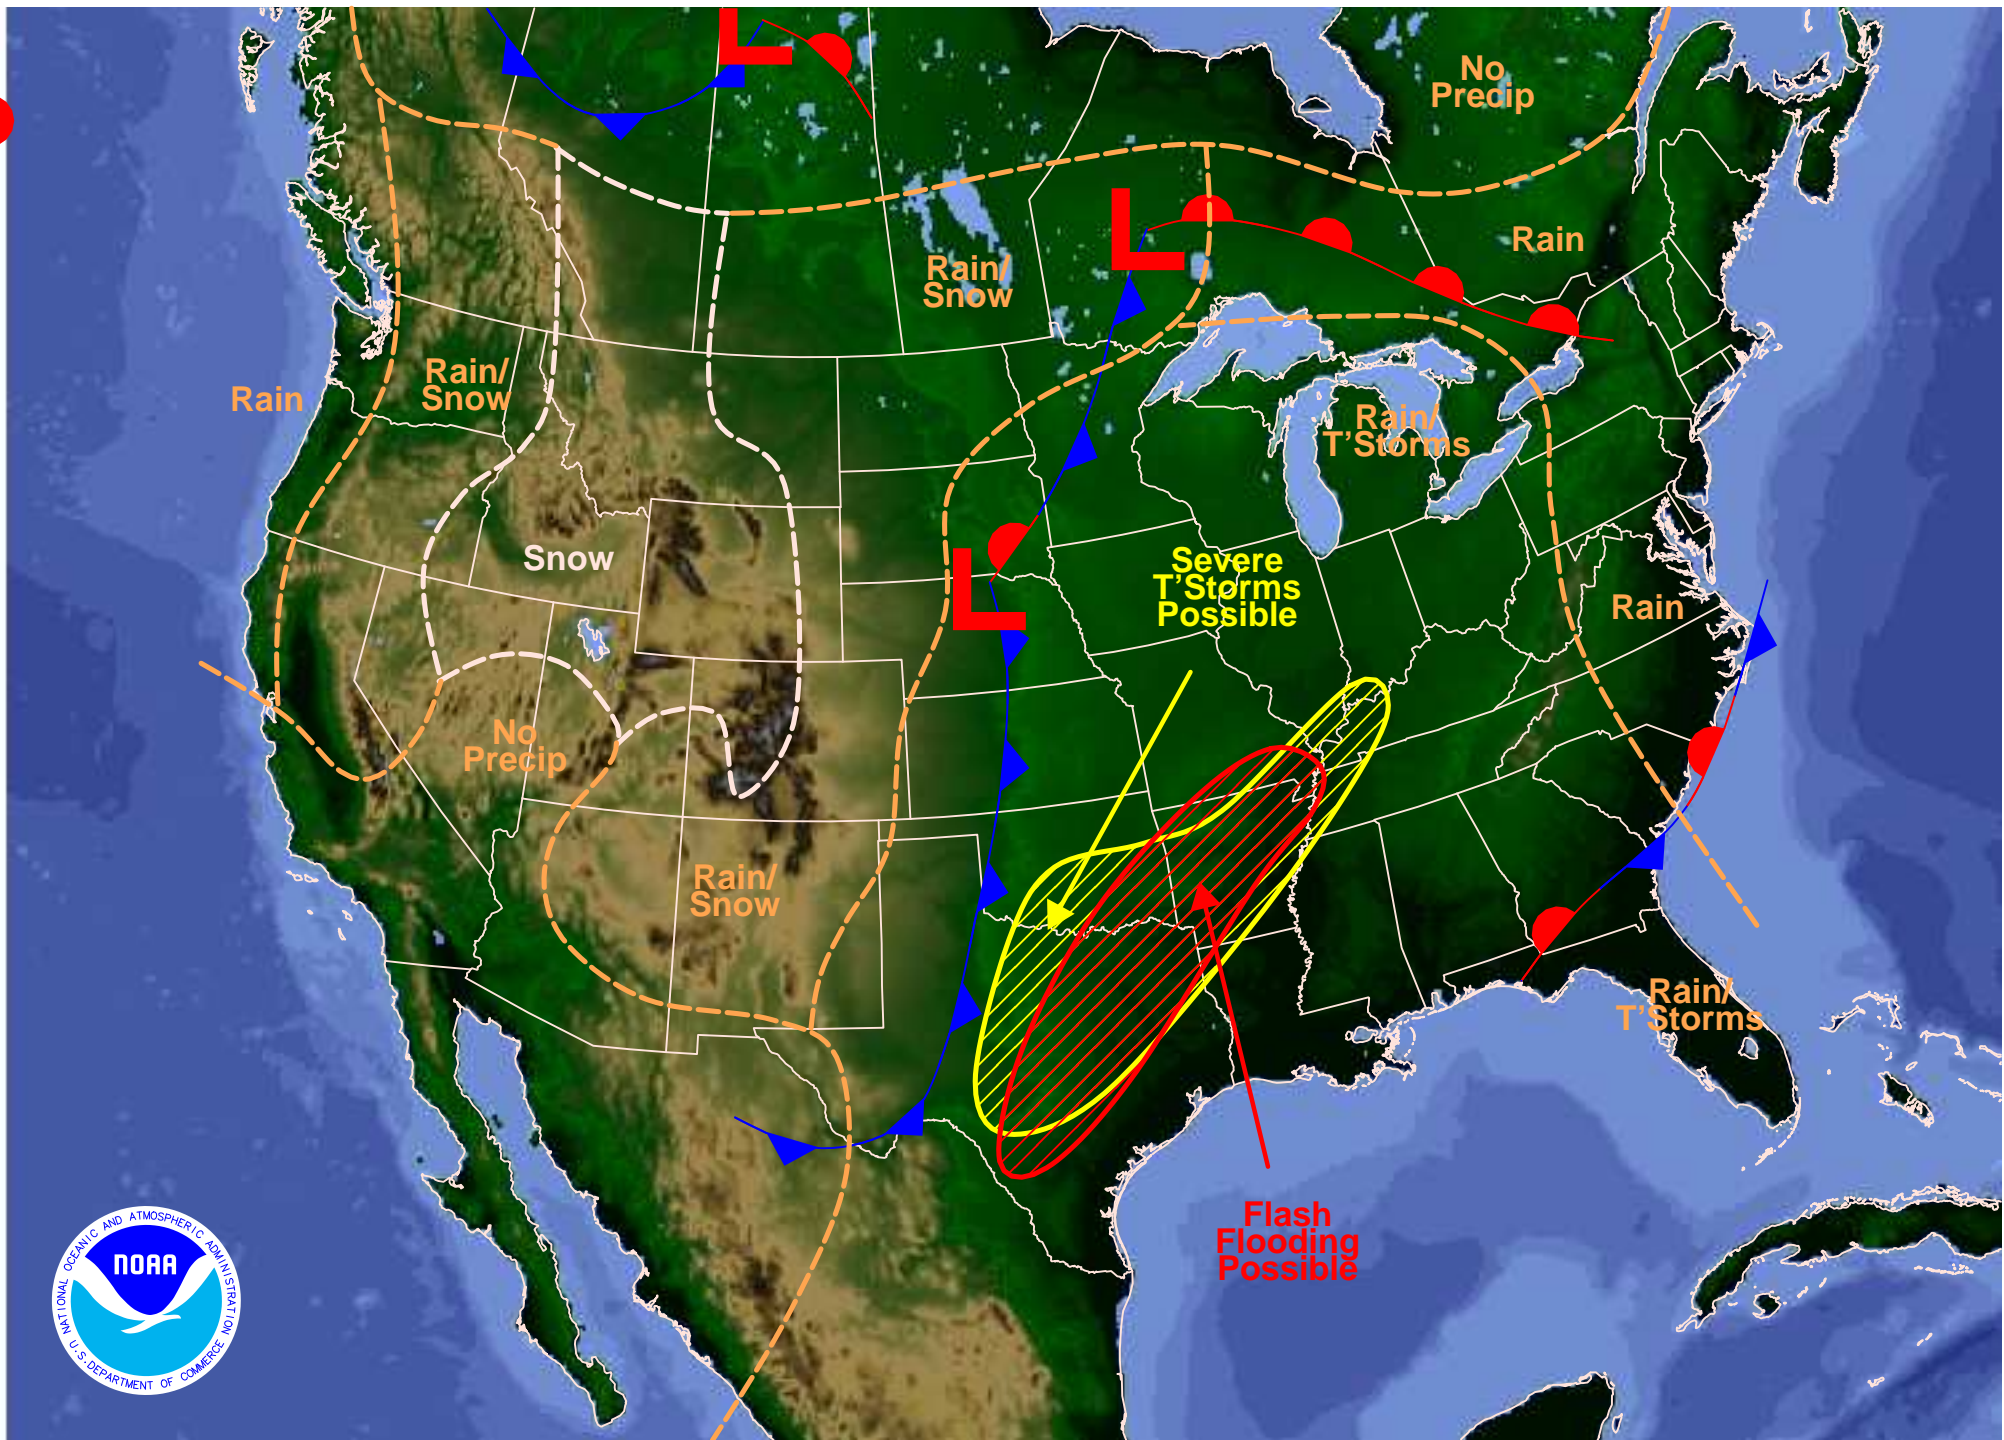 L
No
Precip
L
Rain
Rain/
Snow
Rain/
Snow
Rain
Rain/
T'Storms
Snow
Severe
T'Storms
Possible
L
Rain
No
Precip
Rain/
Snow
Rain/
T'Storms
Flash
Flooding
Possible
NATIONAL OCEANIC AND ATMOSPHERIC ADMINISTRATION
NOAA
U.S. DEPARTMENT OF COMMERCE